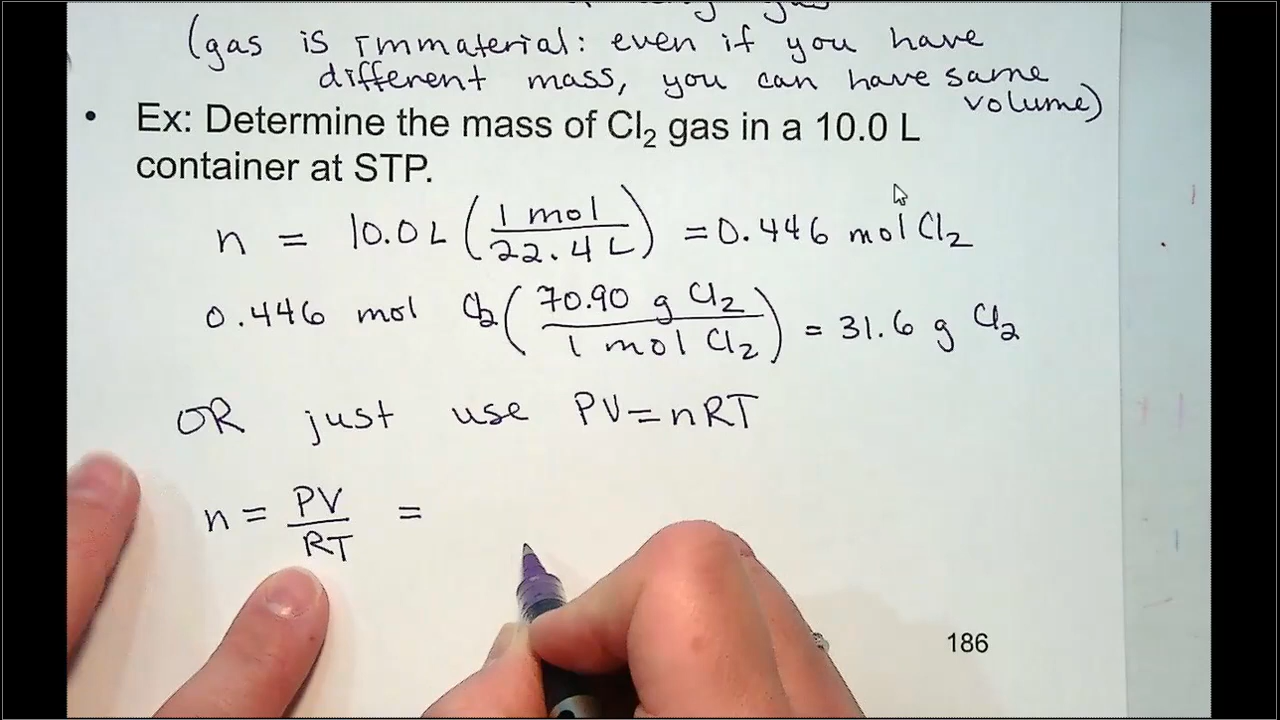 (gas is immaterial: even if you have
different mass, you can have same
volume)
• Ex: Determine the mass of Cl₂ gas in a 10.0 L
container at STP.
n = 10.0 L (1 mol / 22.4 L) = 0.446 mol Cl₂
0.446 mol Cl₂ (70.90 g Cl₂ / 1 mol Cl₂) = 31.6 g Cl₂
OR just use PV=nRT
n = PV / RT =
186